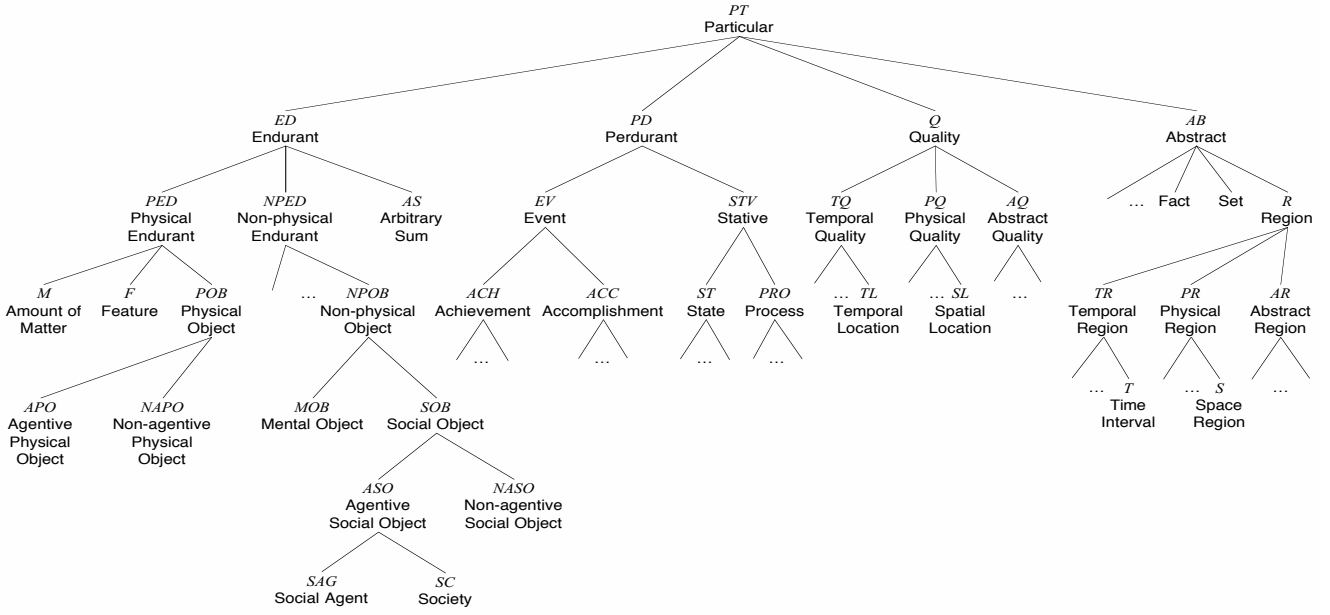 PT
Particular
ED
Endurant
PD
Perdurant
Q
Quality
AB
Abstract
PED
Physical
Endurant
NPED
Non-physical
Endurant
AS
Arbitrary
Sum
EV
Event
STV
Stative
TQ
Temporal
Quality
PQ
Physical
Quality
AQ
Abstract
Quality
…
Fact
Set
R
Region
M
Amount of
Matter
F
Feature
POB
Physical
Object
…
NPOB
Non-physical
Object
ACH
Achievement
…
ACC
Accomplishment
…
ST
State
…
PRO
Process
…
… TL
Temporal
Location
… SL
Spatial
Location
…
TR
Temporal
Region
PR
Physical
Region
AR
Abstract
Region
… T
Time
Interval
… S
Space
Region
…
APO
Agentive
Physical
Object
NAPO
Non-agentive
Physical
Object
MOB
Mental Object
SOB
Social Object
ASO
Agentive
Social Object
NASO
Non-agentive
Social Object
SAG
Social Agent
SC
Society